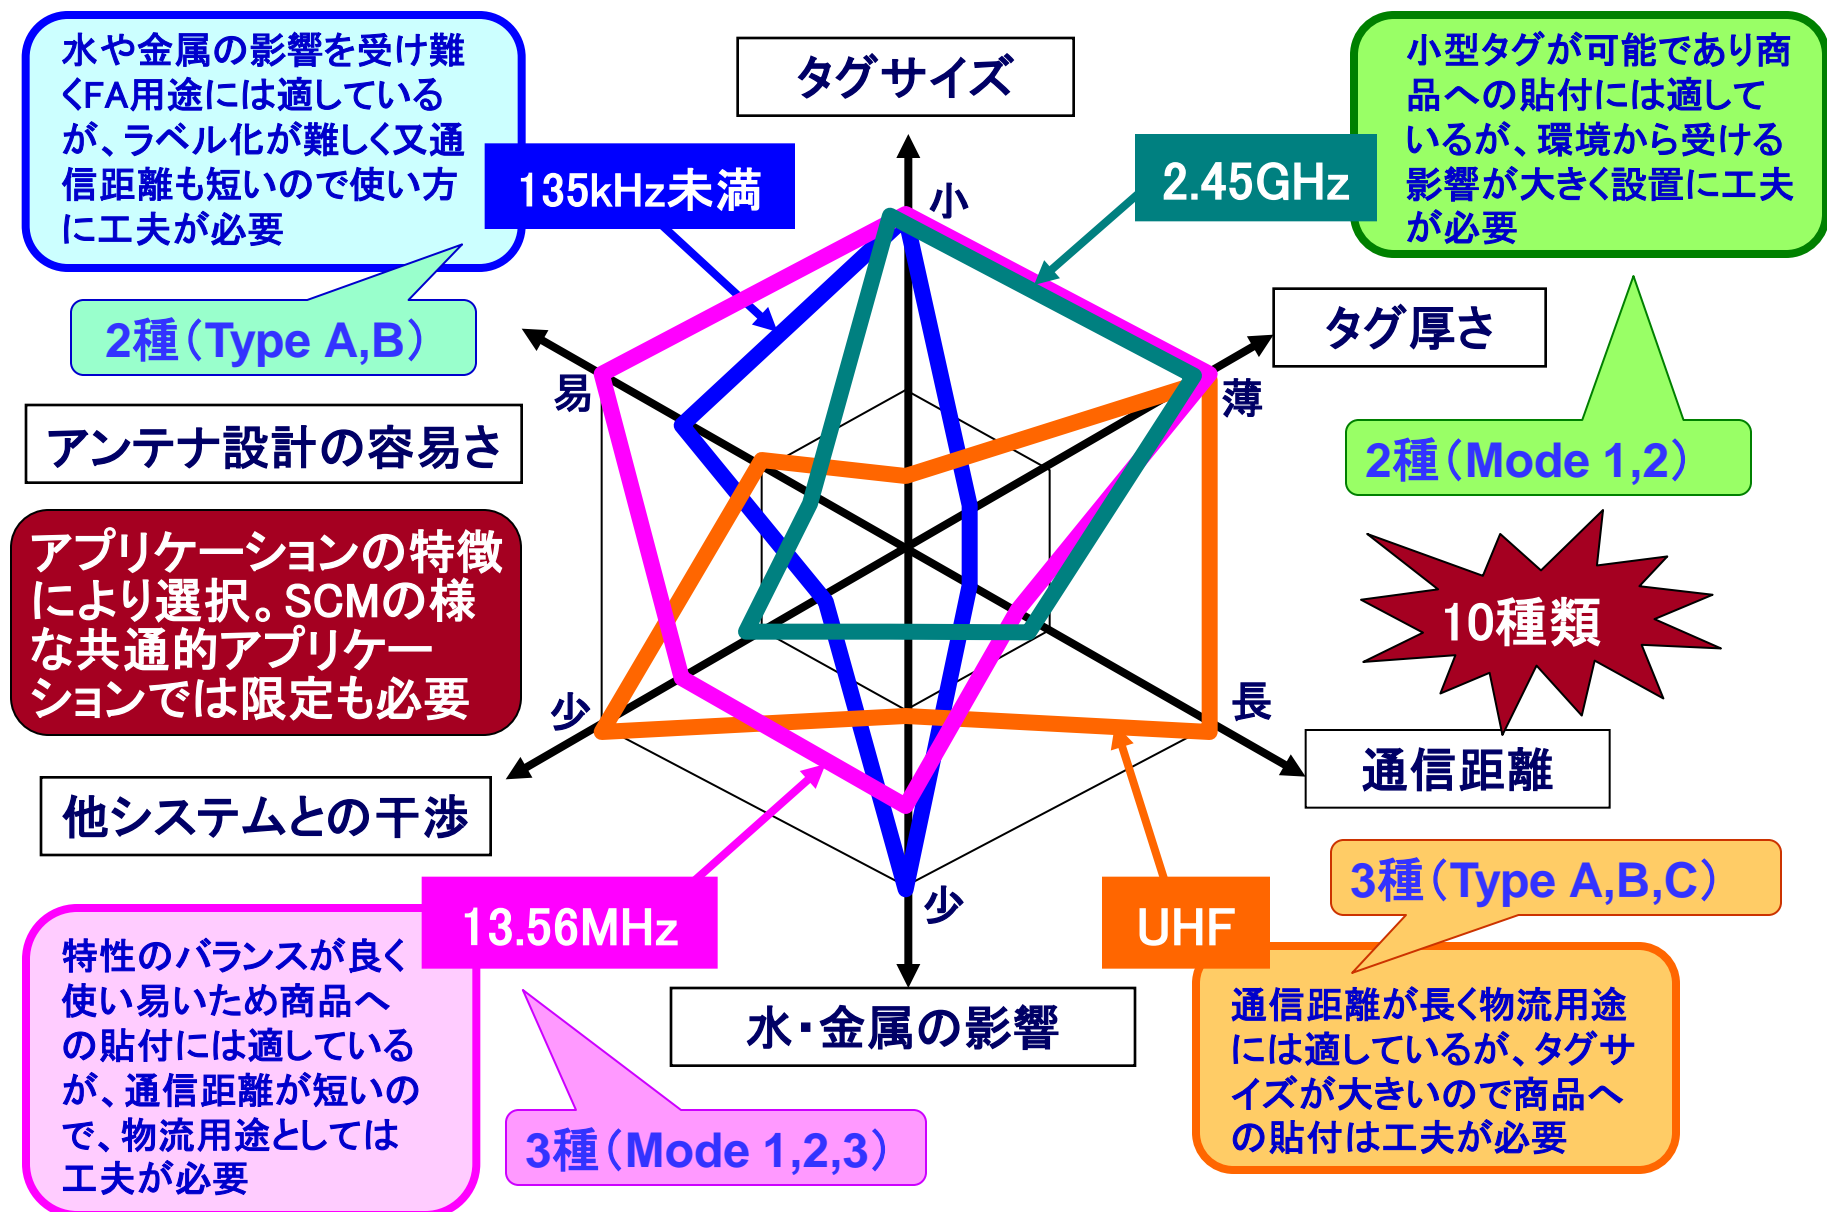 水や金属の影響を受け難
くFA用途には適している
が、ラベル化が難しく又通
信距離も短いので使い方
に工夫が必要
135kHz未満
2種（Type A,B）
タグサイズ
小
2.45GHz
小型タグが可能であり商
品への貼付には適して
いるが、環境から受ける
影響が大きく設置に工夫
が必要
2種（Mode 1,2）
タグ厚さ
薄
易
アンテナ設計の容易さ
アプリケーションの特徴
により選択。SCMの様
な共通的アプリケー
ションでは限定も必要
10種類
少
長
他システムとの干渉
通信距離
13.56MHz
少
UHF
3種（Type A,B,C）
特性のバランスが良く
使い易いため商品へ
の貼付には適している
が、通信距離が短いの
で、物流用途としては
工夫が必要
3種（Mode 1,2,3）
水・金属の影響
通信距離が長く物流用途
には適しているが、タグサ
イズが大きいので商品へ
の貼付は工夫が必要